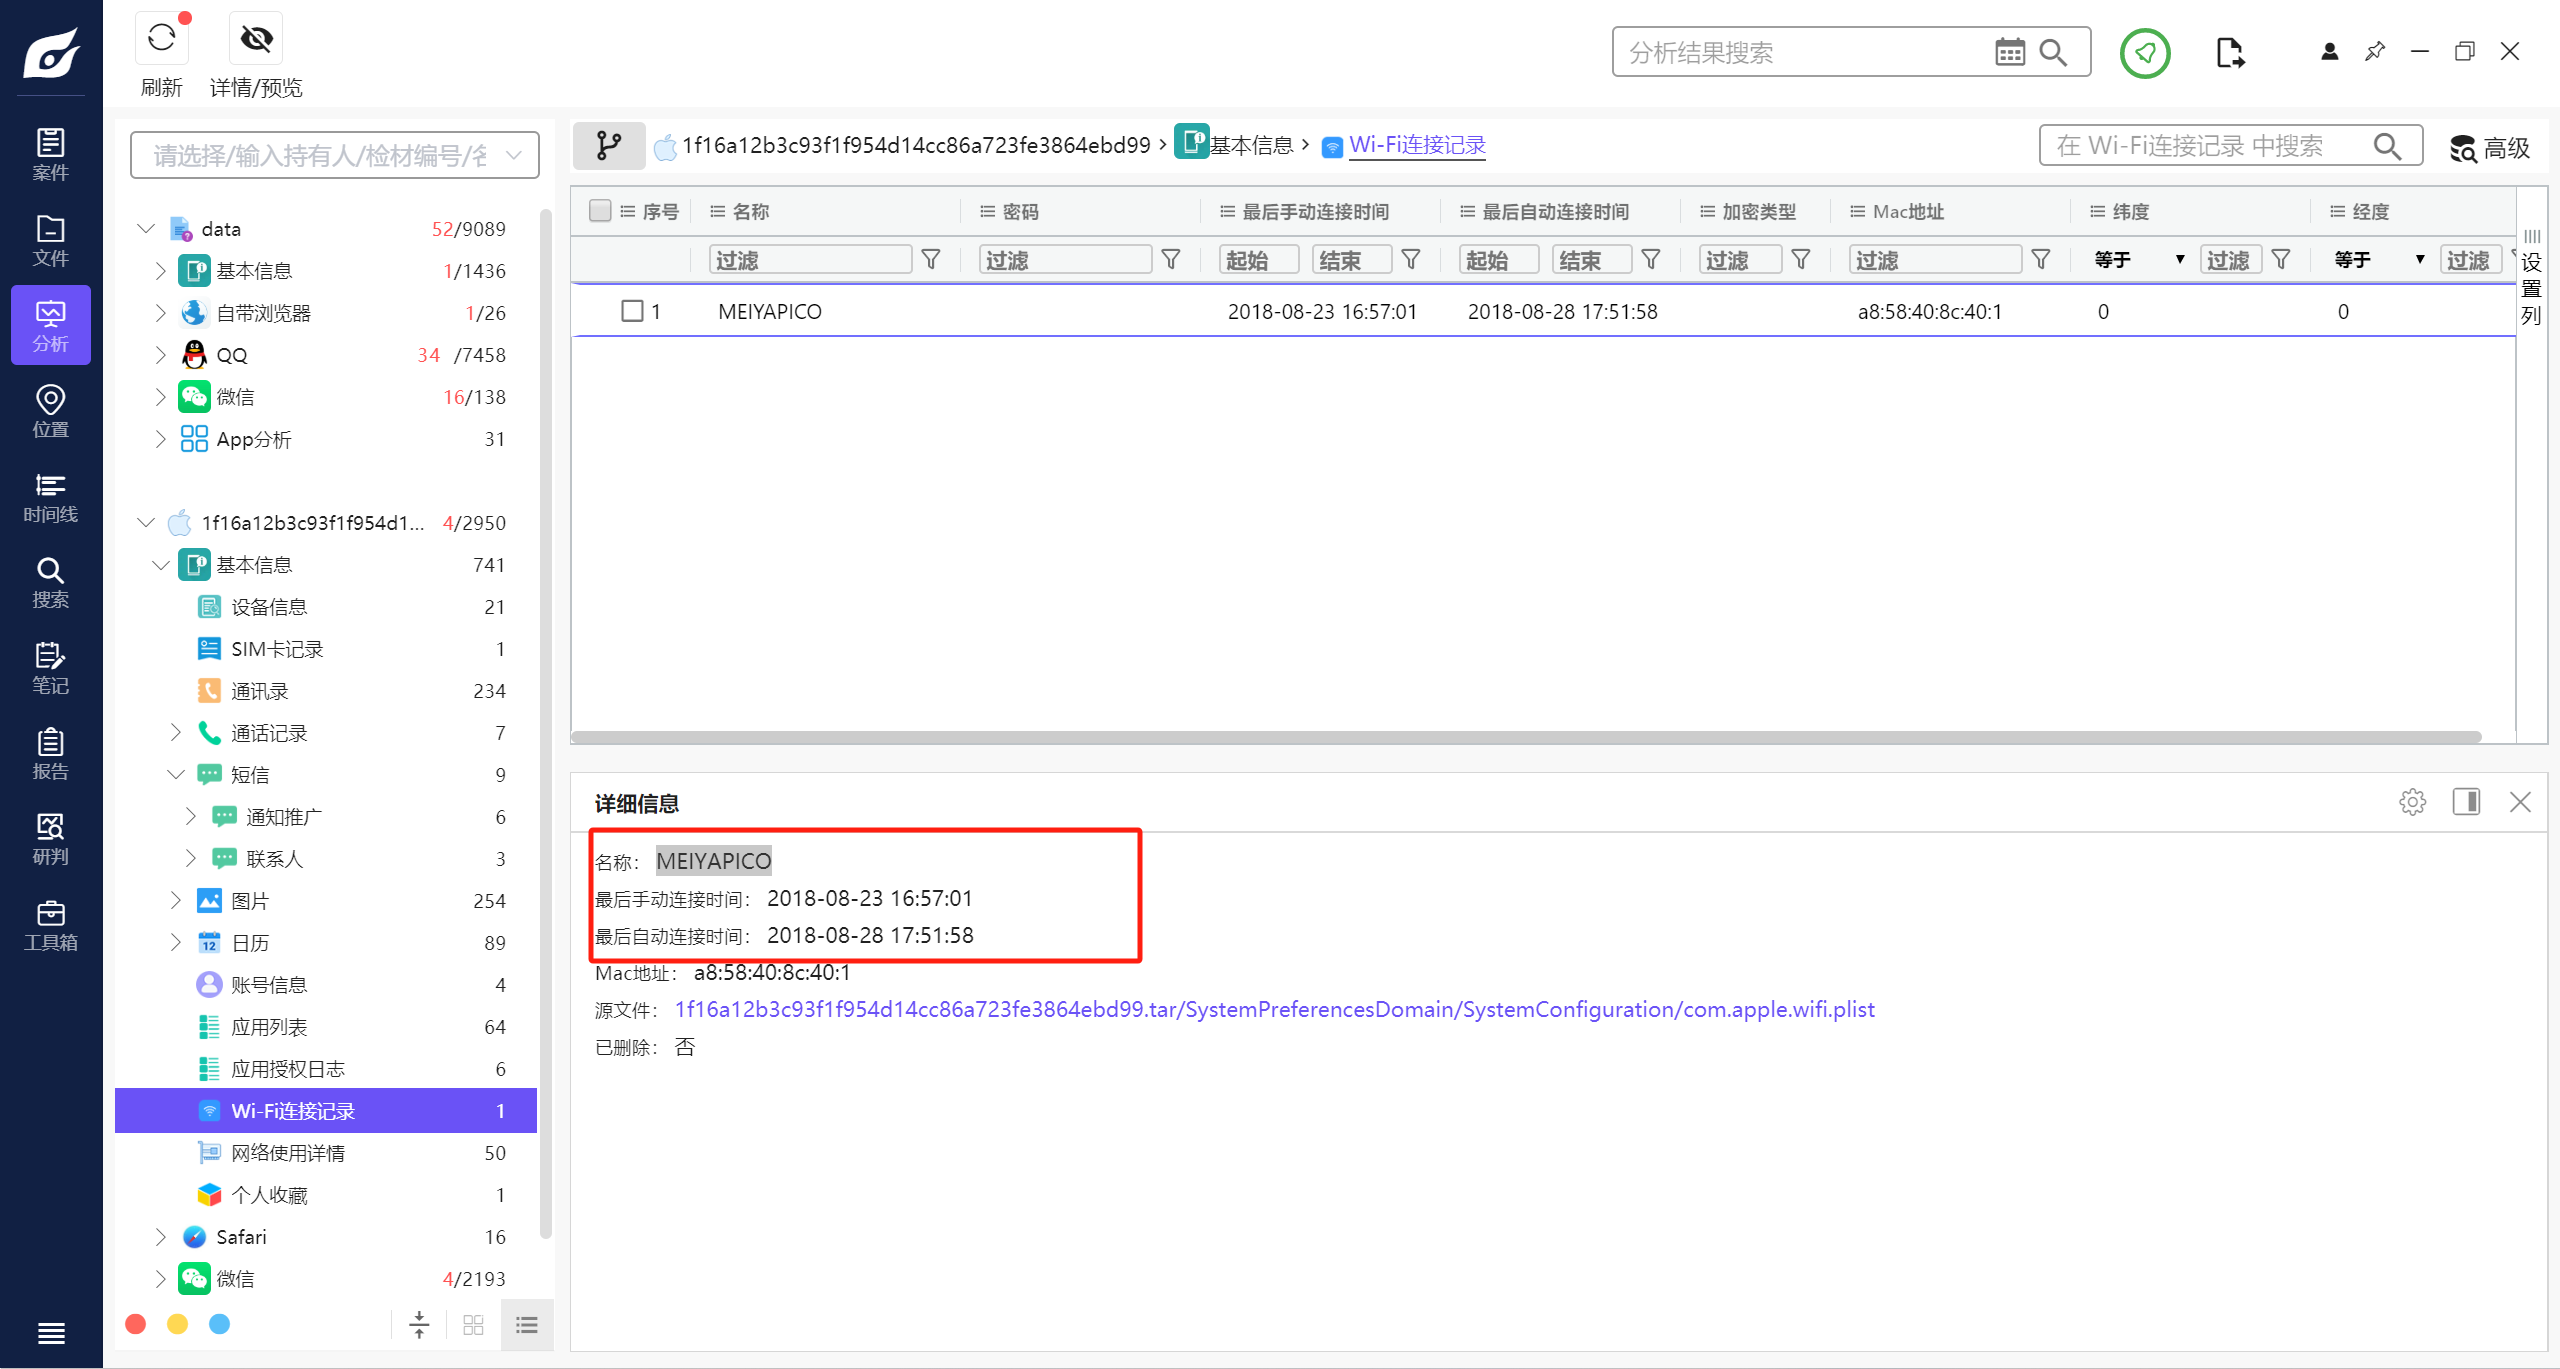 刷新
详情/预览
分析结果搜索
案件
文件
分析
位置
时间线
搜索
笔记
报告
研判
工具箱
请选择/输入持有人/检材编号/名
data 52/9089
基本信息 1/1436
自带浏览器 1/26
QQ 34 /7458
微信 16/138
App分析 31
1f16a12b3c93f1f954d1... 4/2950
基本信息 741
设备信息 21
SIM卡记录 1
通讯录 234
通话记录 7
短信 9
通知推广 6
联系人 3
图片 254
12 日历 89
账号信息 4
应用列表 64
应用授权日志 6
Wi-Fi连接记录 1
网络使用详情 50
个人收藏 1
Safari 16
微信 4/2193
1f16a12b3c93f1f954d14cc86a723fe3864ebd99 › 基本信息 › Wi-Fi连接记录
在 Wi-Fi连接记录 中搜索
高级
序号 名称 密码 最后手动连接时间 最后自动连接时间 加密类型 Mac地址 纬度 经度
过滤 过滤 起始 结束 起始 结束 过滤 过滤 等于 过滤 等于 过滤
1 MEIYAPICO 2018-08-23 16:57:01 2018-08-28 17:51:58 a8:58:40:8c:40:1 0 0
设置列
详细信息
名称: MEIYAPICO
最后手动连接时间: 2018-08-23 16:57:01
最后自动连接时间: 2018-08-28 17:51:58
Mac地址: a8:58:40:8c:40:1
源文件: 1f16a12b3c93f1f954d14cc86a723fe3864ebd99.tar/SystemPreferencesDomain/SystemConfiguration/com.apple.wifi.plist
已删除: 否